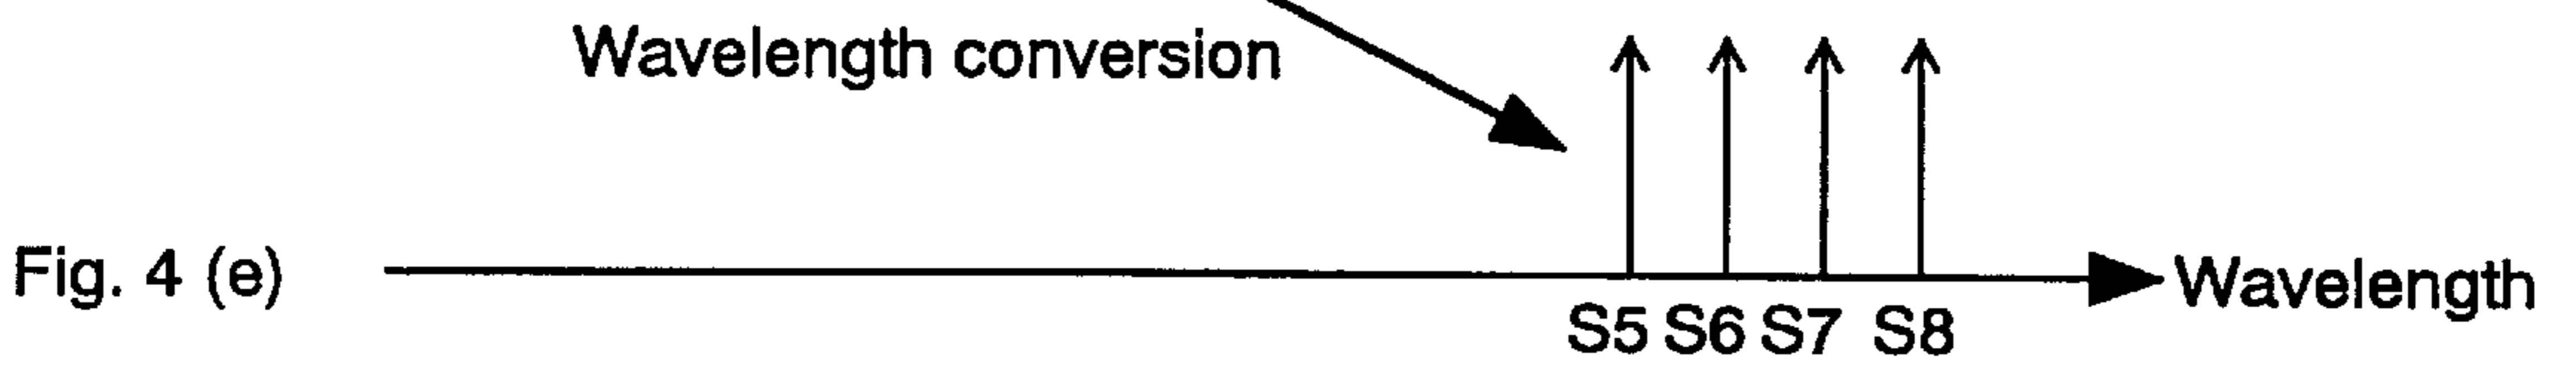 Wavelength conversion
Fig. 4 (e)
Wavelength
S5 S6 S7 S8